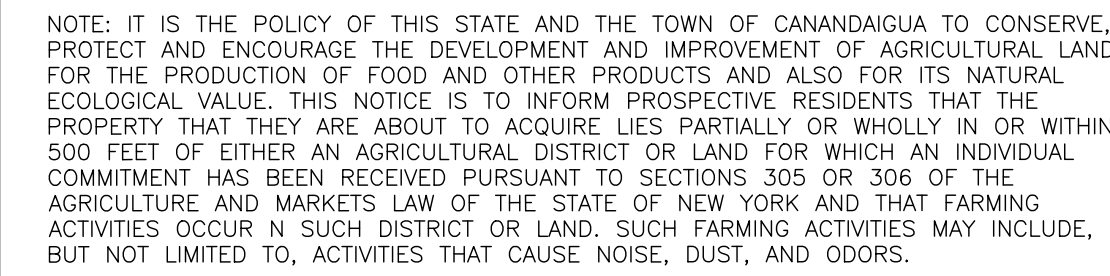 NOTE: IT IS THE POLICY OF THIS STATE AND THE TOWN OF CANANDAIGUA TO CONSERVE,
PROTECT AND ENCOURAGE THE DEVELOPMENT AND IMPROVEMENT OF AGRICULTURAL LAND
FOR THE PRODUCTION OF FOOD AND OTHER PRODUCTS AND ALSO FOR ITS NATURAL
ECOLOGICAL VALUE. THIS NOTICE IS TO INFORM PROSPECTIVE RESIDENTS THAT THE
PROPERTY THAT THEY ARE ABOUT TO ACQUIRE LIES PARTIALLY OR WHOLLY IN OR WITHIN
500 FEET OF EITHER AN AGRICULTURAL DISTRICT OR LAND FOR WHICH AN INDIVIDUAL
COMMITMENT HAS BEEN RECEIVED PURSUANT TO SECTIONS 305 OR 306 OF THE
AGRICULTURE AND MARKETS LAW OF THE STATE OF NEW YORK AND THAT FARMING
ACTIVITIES OCCUR N SUCH DISTRICT OR LAND. SUCH FARMING ACTIVITIES MAY INCLUDE,
BUT NOT LIMITED TO, ACTIVITIES THAT CAUSE NOISE, DUST, AND ODORS.